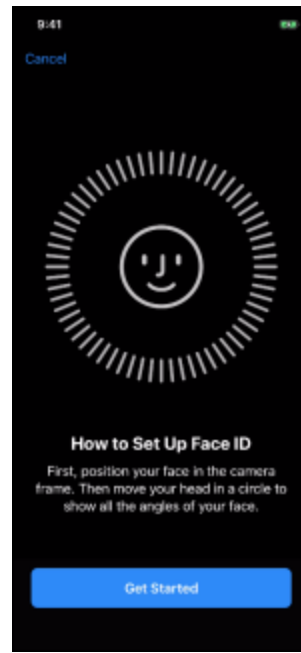 9:41
Cancel
How to Set Up Face ID
First, position your face in the camera
frame. Then move your head in a circle to
show all the angles of your face.
Get Started